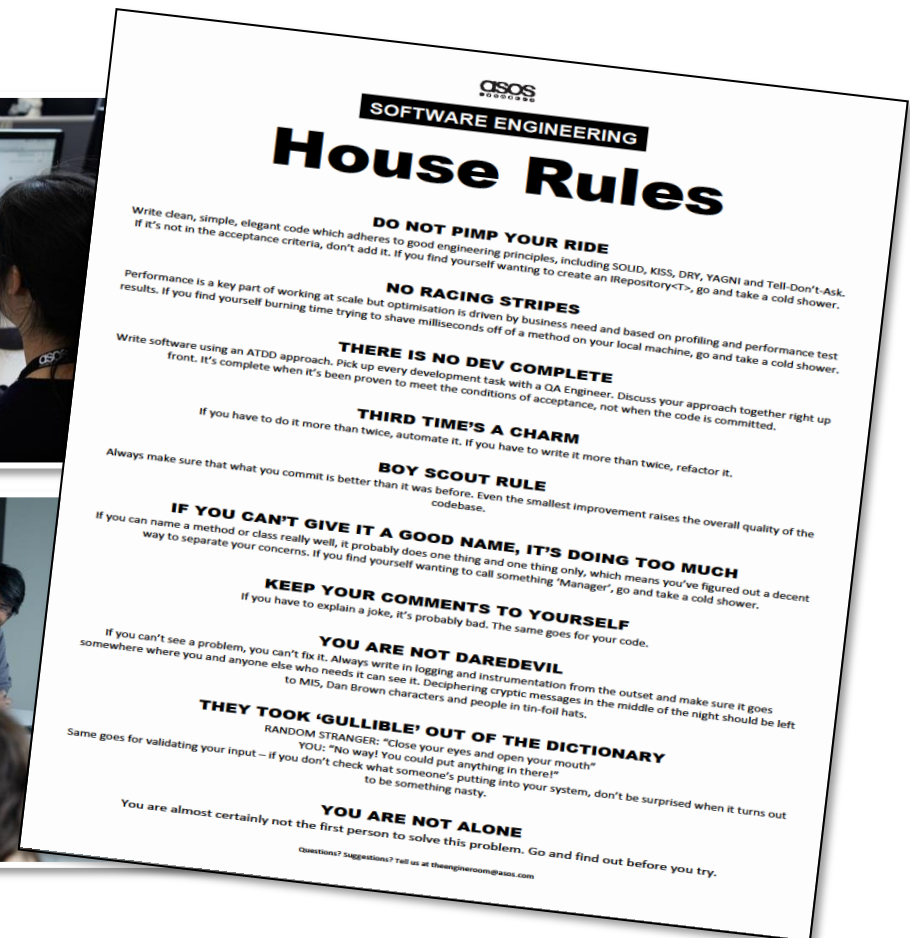 asos
SOFTWARE ENGINEERING
House Rules
DO NOT PIMP YOUR RIDE
Write clean, simple, elegant code which adheres to good engineering principles, including SOLID, KISS, DRY, YAGNI and Tell-Don't-Ask.
If it's not in the acceptance criteria, don't add it. If you find yourself wanting to create an IRepository<T>, go and take a cold shower.
NO RACING STRIPES
Performance is a key part of working at scale but optimisation is driven by business need and based on profiling and performance test
results. If you find yourself burning time trying to shave milliseconds off of a method on your local machine, go and take a cold shower.
THERE IS NO DEV COMPLETE
Write software using an ATDD approach. Pick up every development task with a QA Engineer. Discuss your approach together right up
front. It's complete when it's been proven to meet the conditions of acceptance, not when the code is committed.
THIRD TIME'S A CHARM
If you have to do it more than twice, automate it. If you have to write it more than twice, refactor it.
BOY SCOUT RULE
Always make sure that what you commit is better than it was before. Even the smallest improvement raises the overall quality of the
codebase.
IF YOU CAN'T GIVE IT A GOOD NAME, IT'S DOING TOO MUCH
If you can name a method or class really well, it probably does one thing and one thing only, which means you've figured out a decent
way to separate your concerns. If you find yourself wanting to call something 'Manager', go and take a cold shower.
KEEP YOUR COMMENTS TO YOURSELF
If you have to explain a joke, it's probably bad. The same goes for your code.
YOU ARE NOT DAREDEVIL
If you can't see a problem, you can't fix it. Always write in logging and instrumentation from the outset and make sure it goes
somewhere where you and anyone else who needs it can see it. Deciphering cryptic messages in the middle of the night should be left
to MI5, Dan Brown characters and people in tin-foil hats.
THEY TOOK 'GULLIBLE' OUT OF THE DICTIONARY
RANDOM STRANGER: "Close your eyes and open your mouth"
YOU: "No way! You could put anything in there!"
Same goes for validating your input – if you don't check what someone's putting into your system, don't be surprised when it turns out
to be something nasty.
YOU ARE NOT ALONE
You are almost certainly not the first person to solve this problem. Go and find out before you try.
Questions? Suggestions? Tell us at theengineroom@asos.com
asos